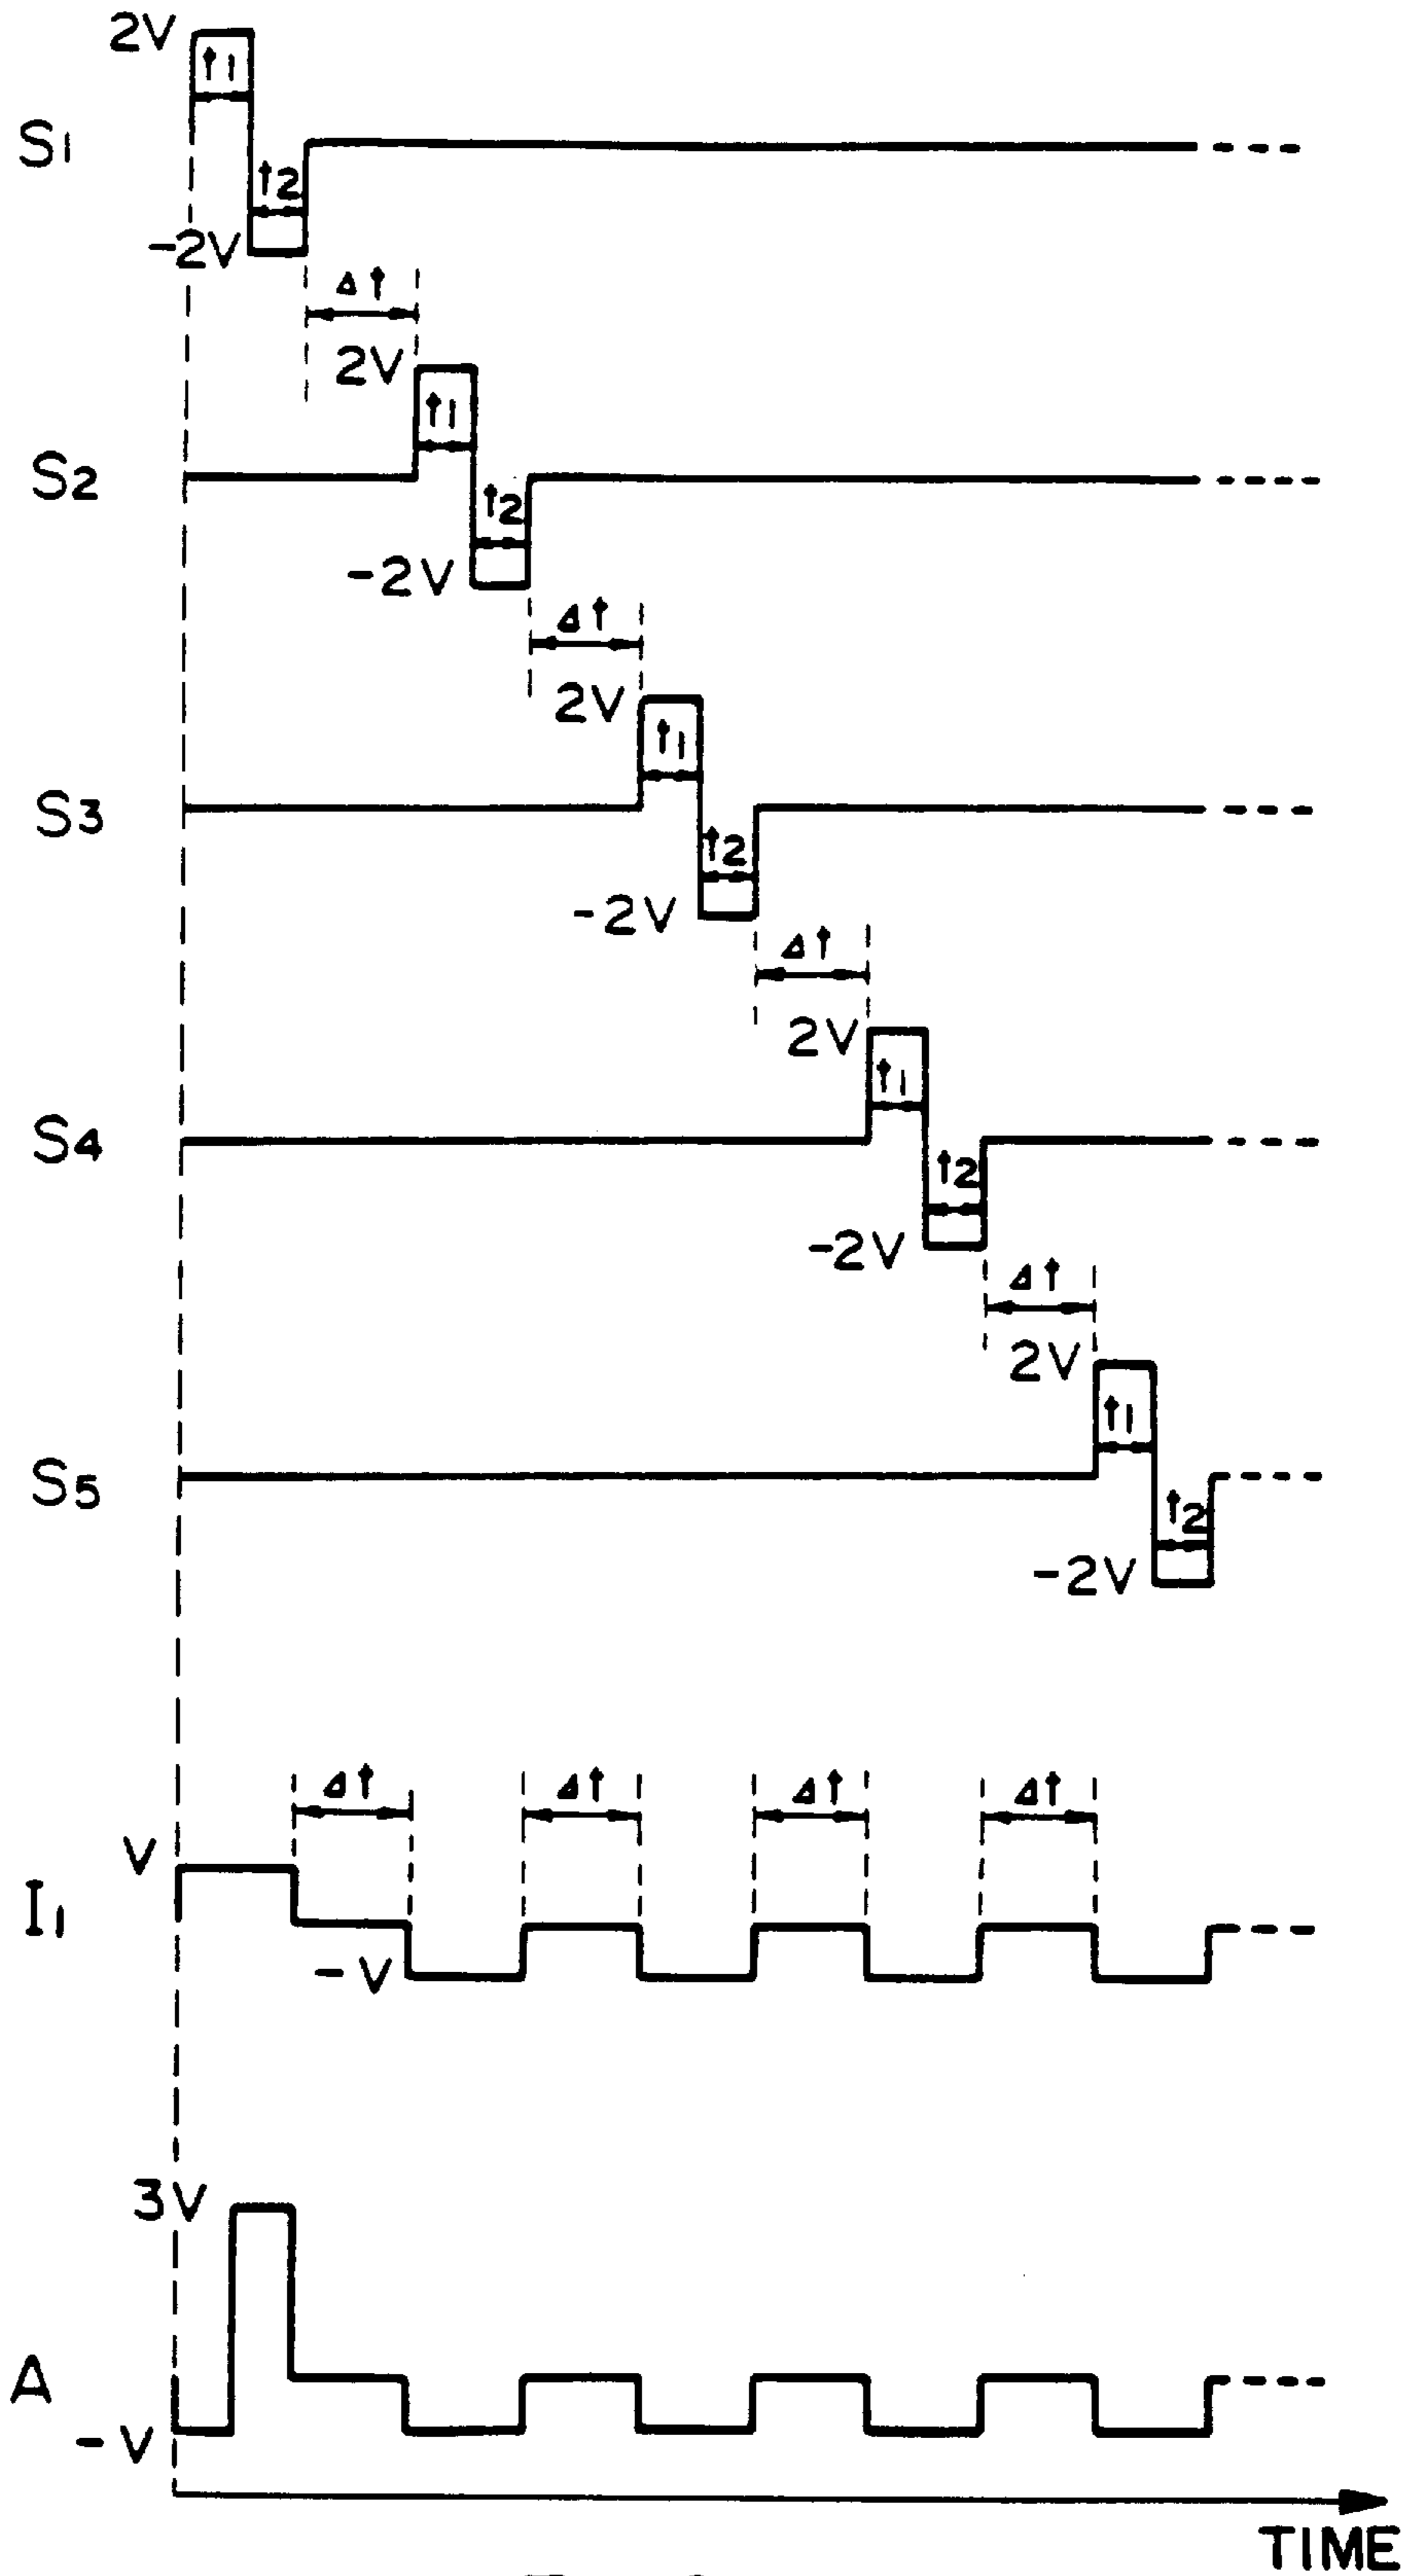 2V
t1
S1
t2
-2V
Δt
2V
t1
S2
t2
-2V
Δt
2V
t1
S3
t2
-2V
Δt
2V
t1
S4
t2
-2V
Δt
2V
t1
S5
t2
-2V
Δt Δt Δt Δt
V
I1
-V
3V
A
-V
TIME